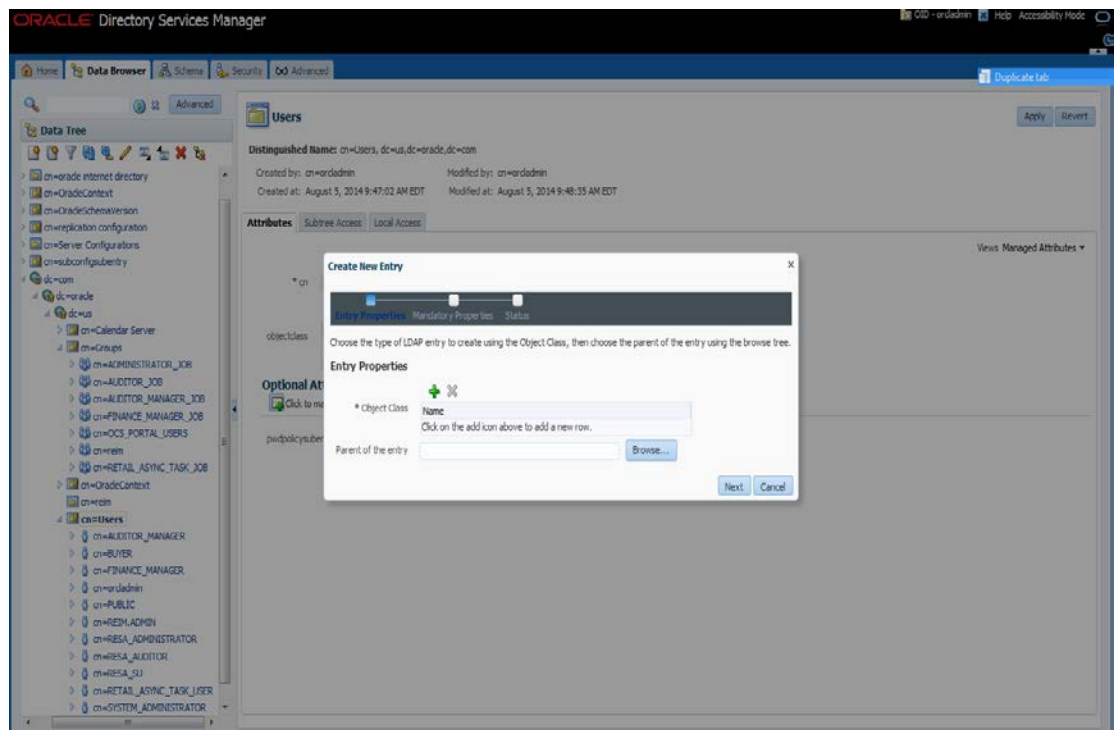 ORACLE Directory Services Manager
OID - orcladmin Help Accessibility Mode
Home Data Browser Schema Security Advanced
Duplicate tab
Advanced
Data Tree
cn=oracle internet directory
cn=OracleContext
cn=OracleSchemaVersion
cn=replication configuration
cn=Server Configurations
cn=subconfigsubentry
dc=com
dc=oracle
dc=us
cn=Calendar Server
cn=Groups
cn=ADMINISTRATOR_JOB
cn=AUDITOR_JOB
cn=AUDITOR_MANAGER_JOB
cn=FINANCE_MANAGER_JOB
cn=OCS_PORTAL_USERS
cn=reim
cn=RETAIL_ASYNC_TASK_JOB
cn=OracleContext
cn=reim
cn=Users
cn=AUDITOR_MANAGER
cn=BUYER
cn=FINANCE_MANAGER
cn=orcladmin
cn=PUBLIC
cn=REIM.ADMIN
cn=RESA_ADMINISTRATOR
cn=RESA_AUDITOR
cn=RESA_SU
cn=RETAIL_ASYNC_TASK_USER
cn=SYSTEM_ADMINISTRATOR
Users
Apply Revert
Distinguished Name: cn=Users, dc=us,dc=oracle,dc=com
Created by: cn=orcladmin Modified by: cn=orcladmin
Created at: August 5, 2014 9:47:02 AM EDT Modified at: August 5, 2014 9:48:35 AM EDT
Attributes Subtree Access Local Access
Views Managed Attributes
* cn
objectclass
Optional At
Click to ma
pwdpolicysuber
Create New Entry x
Entry Properties Mandatory Properties Status
Choose the type of LDAP entry to create using the Object Class, then choose the parent of the entry using the browse tree.
Entry Properties
* Object Class Name
Click on the add icon above to add a new row.
Parent of the entry Browse...
Next Cancel